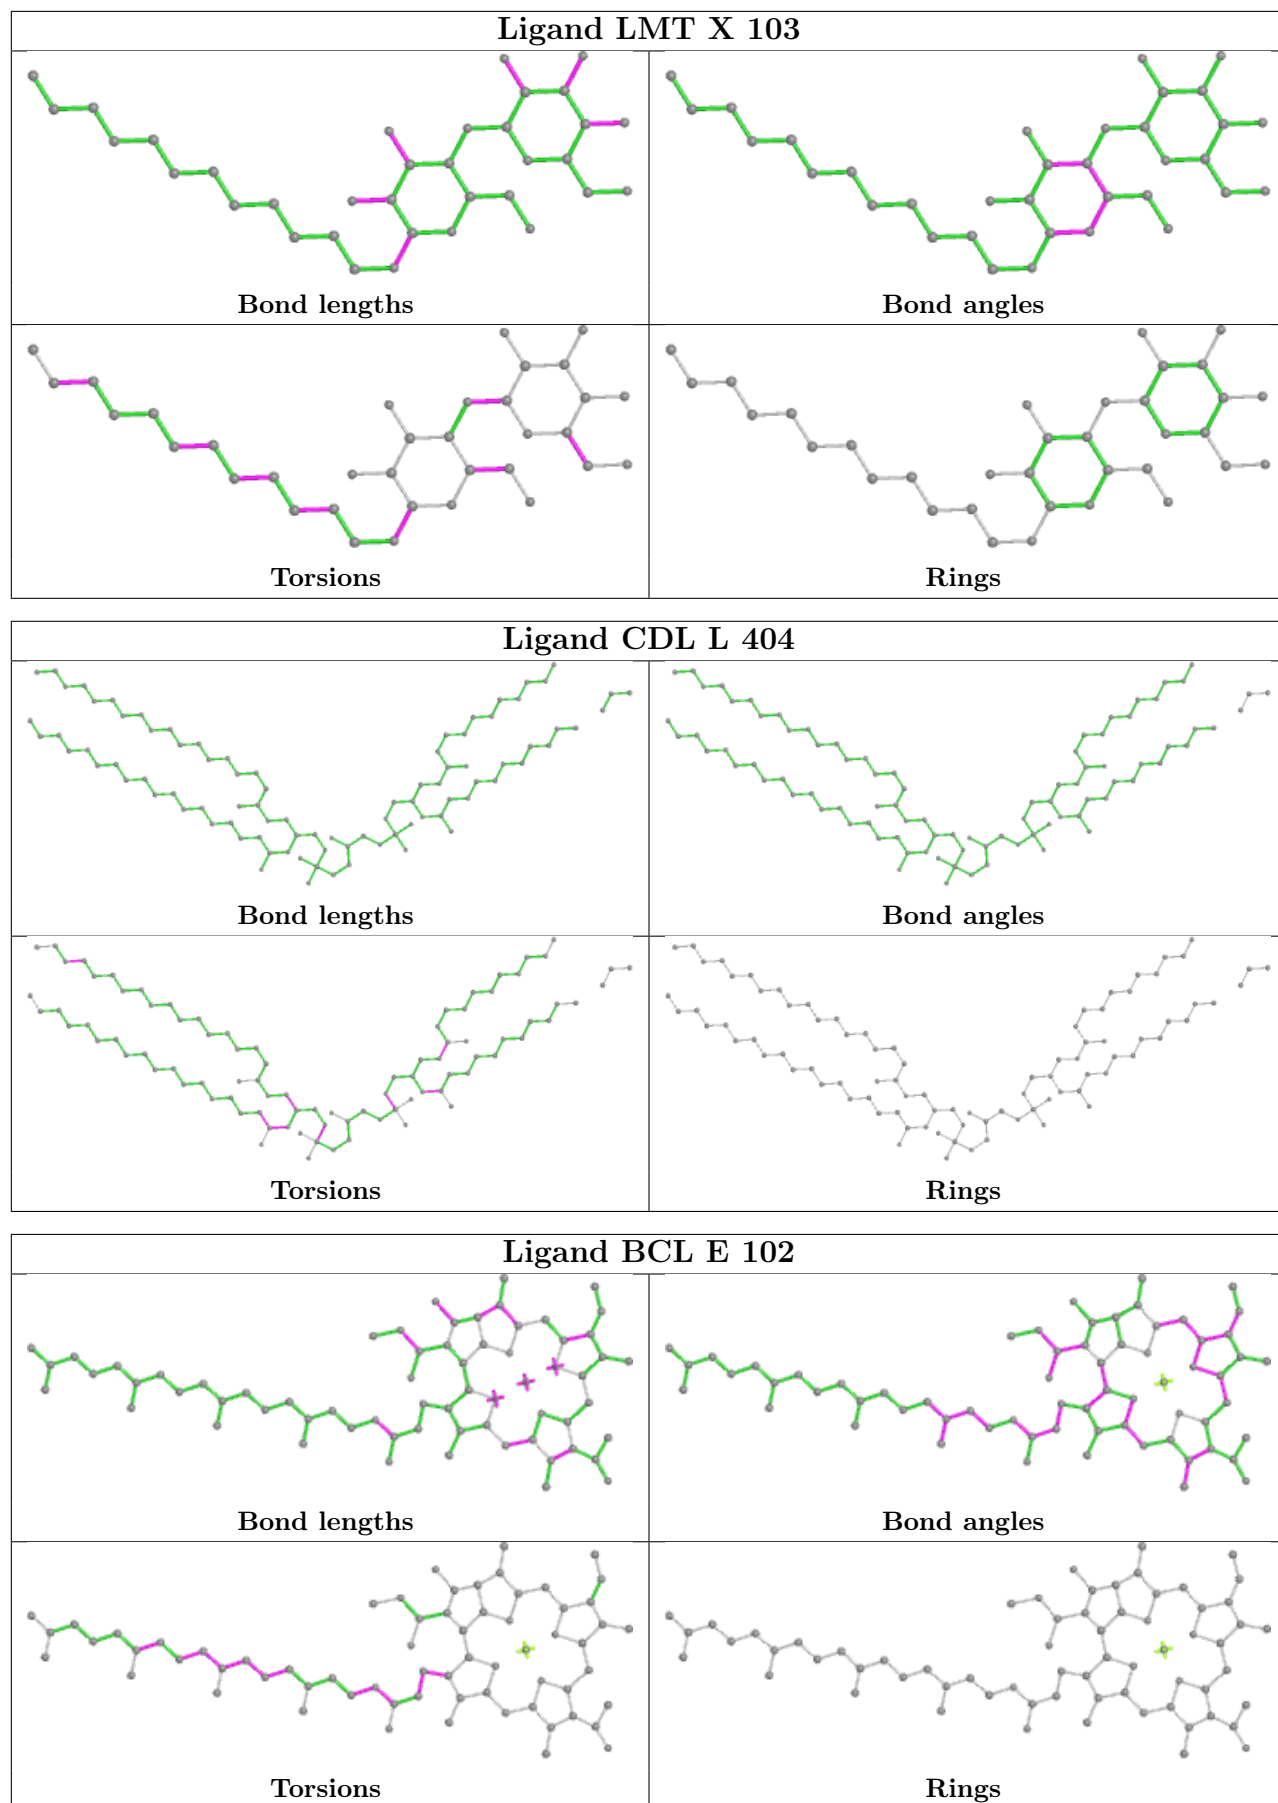 Ligand LMT X 103
Bond lengths
Bond angles
Torsions
Rings
Ligand CDL L 404
Bond lengths
Bond angles
Torsions
Rings
Ligand BCL E 102
Bond lengths
Bond angles
Torsions
Rings